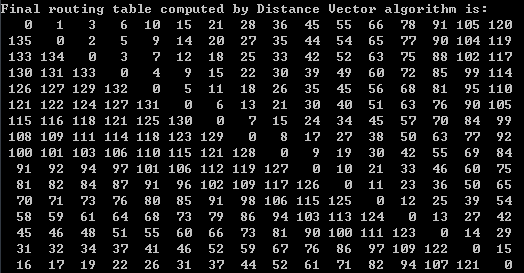 Final routing table computed by Distance Vector algorithm is:
0 1 3 6 10 15 21 28 36 45 55 66 78 91 105 120
135 0 2 5 9 14 20 27 35 44 54 65 77 90 104 119
133 134 0 3 7 12 18 25 33 42 52 63 75 88 102 117
130 131 133 0 4 9 15 22 30 39 49 60 72 85 99 114
126 127 129 132 0 5 11 18 26 35 45 56 68 81 95 110
121 122 124 127 131 0 6 13 21 30 40 51 63 76 90 105
115 116 118 121 125 130 0 7 15 24 34 45 57 70 84 99
108 109 111 114 118 123 129 0 8 17 27 38 50 63 77 92
100 101 103 106 110 115 121 128 0 9 19 30 42 55 69 84
91 92 94 97 101 106 112 119 127 0 10 21 33 46 60 75
81 82 84 87 91 96 102 109 117 126 0 11 23 36 50 65
70 71 73 76 80 85 91 98 106 115 125 0 12 25 39 54
58 59 61 64 68 73 79 86 94 103 113 124 0 13 27 42
45 46 48 51 55 60 66 73 81 90 100 111 123 0 14 29
31 32 34 37 41 46 52 59 67 76 86 97 109 122 0 15
16 17 19 22 26 31 37 44 52 61 71 82 94 107 121 0